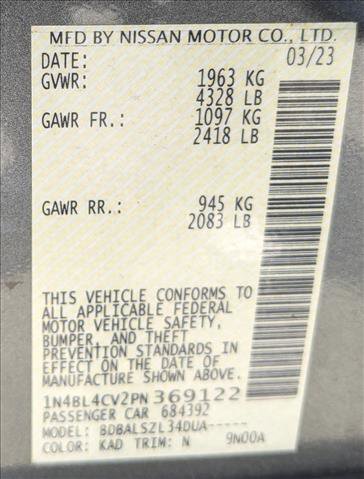 MFD BY NISSAN MOTOR CO., LTD.
DATE: 03/23
GVWR: 1963 KG
4328 LB
GAWR FR.: 1097 KG
2418 LB
GAWR RR.: 945 KG
2083 LB
THIS VEHICLE CONFORMS TO
ALL APPLICABLE FEDERAL
MOTOR VEHICLE SAFETY,
BUMPER, AND THEFT
PREVENTION STANDARDS IN
EFFECT ON THE DATE OF
MANUFACTURE SHOWN ABOVE.
1N4BL4CV2PN369122
PASSENGER CAR 684392
MODEL: BDBALSZL34DUA-----
COLOR: KAD TRIM: N 9N00A